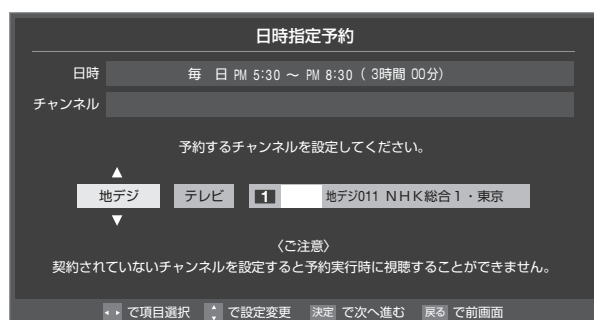 日時指定予約
日時 毎 日 PM 5:30 ～ PM 8:30 ( 3時間 00分)
チャンネル
予約するチャンネルを設定してください。
地デジ テレビ 1 地デジ011 NHK総合1・東京
〈ご注意〉
契約されていないチャンネルを設定すると予約実行時に視聴することができません。
で項目選択 で設定変更 決定 で次へ進む 戻る で前画面